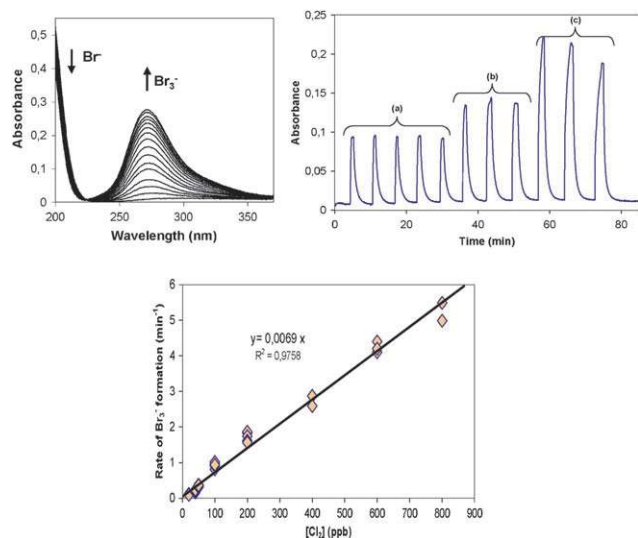 0,5
0,4
0,3
0,2
0,1
0
Absorbance
Br⁻
Br₃⁻
200 250 300 350
Wavelength (nm)
0,25
0,2
0,15
0,1
0,05
0
Absorbance
(a)
(b)
(c)
0 20 40 60 80
Time (min)
6
5
4
3
2
1
0
Rate of Br₃⁻ formation (min⁻¹)
y= 0,0069 x
R² = 0,9758
0 100 200 300 400 500 600 700 800 900
[Cl₂] (ppb)